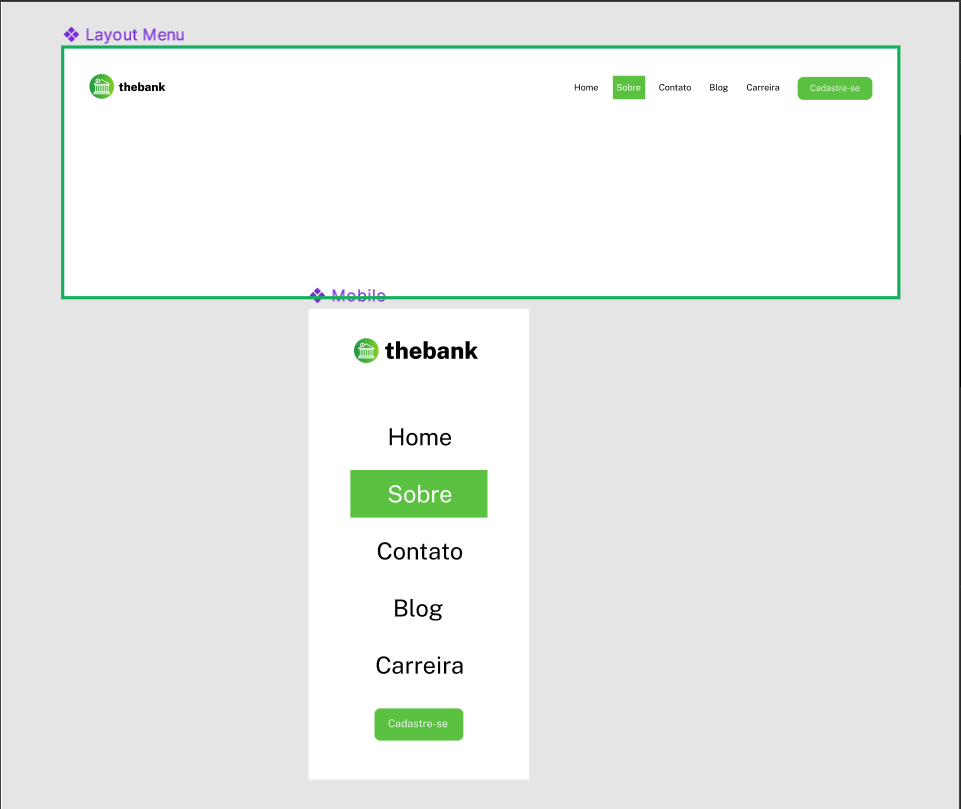 Layout Menu
thebank
Home Sobre Contato Blog Carreira Cadastre-se
Mobile
thebank
Home
Sobre
Contato
Blog
Carreira
Cadastre-se